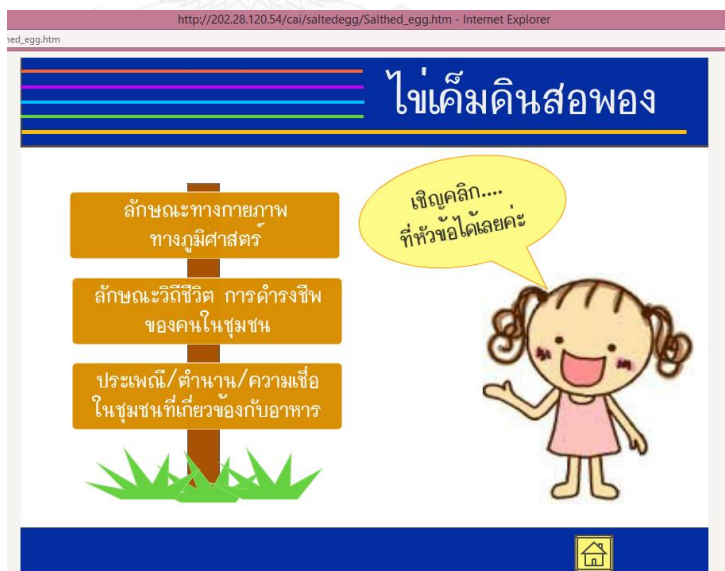 http://202.28.120.54/cai/saltedegg/Salthed_egg.htm - Internet Explorer
hed_egg.htm
ไข่เค็มดินสอพอง
ลักษณะทางกายภาพ
ทางภูมิศาสตร์
ลักษณะวิถีชีวิต การดำรงชีพ
ของคนในชุมชน
ประเพณี/ตำนาน/ความเชื่อ
ในชุมชนที่เกี่ยวข้องกับอาหาร
เชิญคลิก....
ที่หัวข้อได้เลยค่ะ